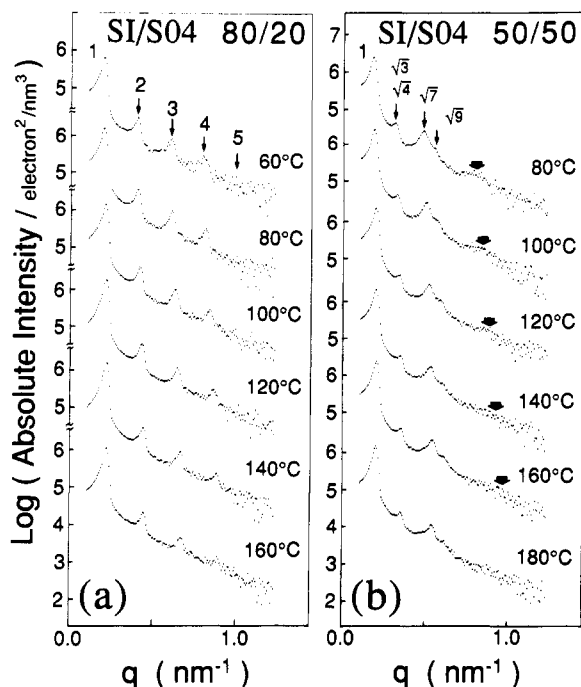 SI/S04 80/20
1
2
3
4
5
60°C
80°C
100°C
120°C
140°C
160°C
(a)
6
5
6
5
6
5
6
5
6
5
6
5
4
3
2
0.0
1.0
q ( nm⁻¹ )
Log ( Absolute Intensity / electron²/nm³ )
SI/S04 50/50
1
√3
√4
√7
√9
80°C
100°C
120°C
140°C
160°C
180°C
(b)
7
6
5
6
5
6
5
6
5
6
5
6
5
4
3
2
0.0
1.0
q ( nm⁻¹ )